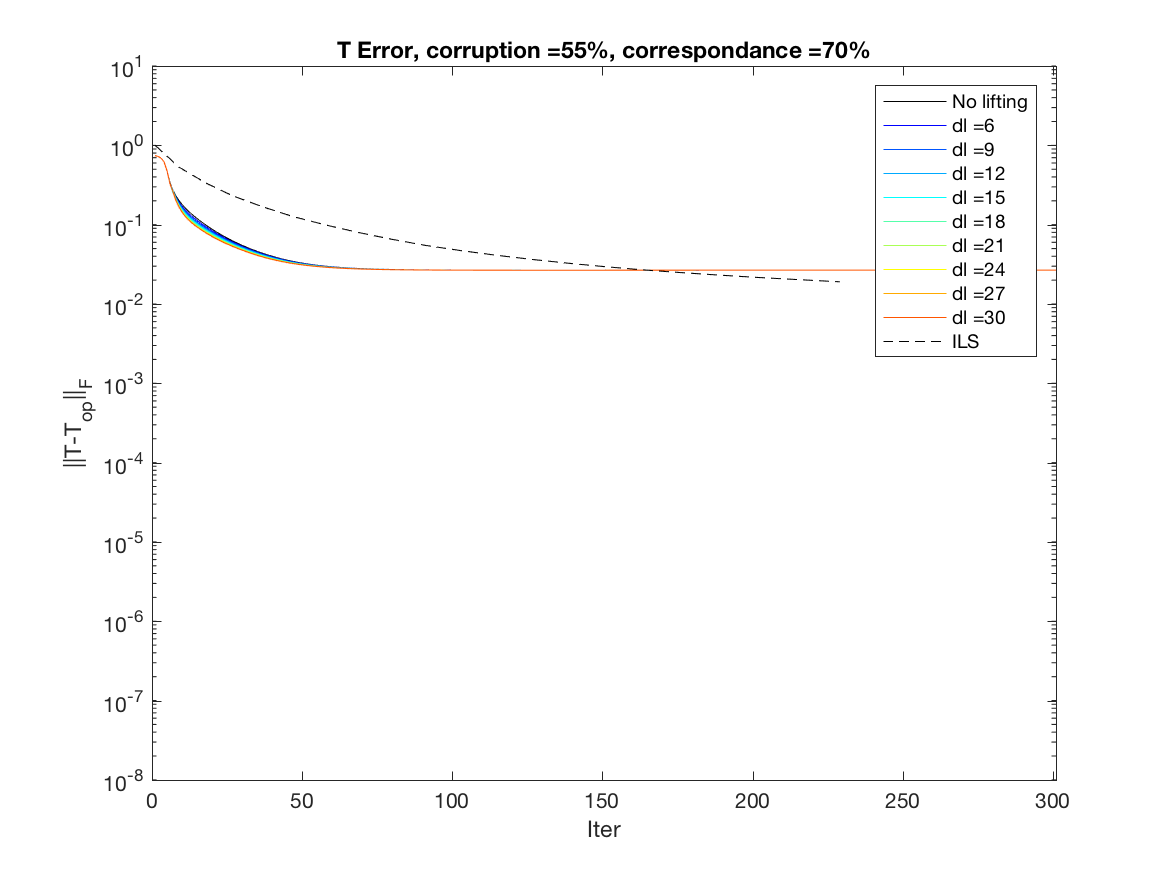 T Error, corruption =55%, correspondance =70%
10^1
10^0
10^-1
10^-2
10^-3
10^-4
10^-5
10^-6
10^-7
10^-8
||T-T_op||_F
No lifting
dl =6
dl =9
dl =12
dl =15
dl =18
dl =21
dl =24
dl =27
dl =30
ILS
0 50 100 150 200 250 300
Iter